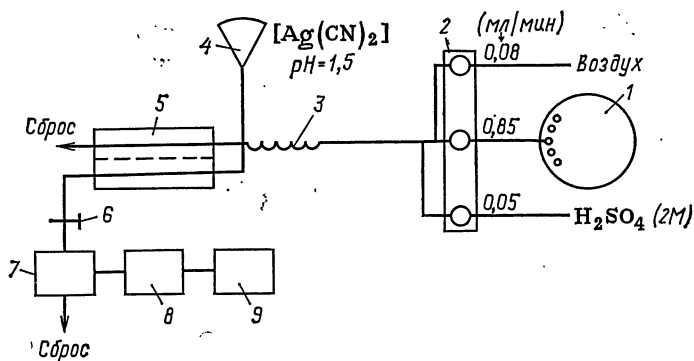 4
[Ag(CN)₂]
pH=1,5
2
(мл/мин)
0,08
Воздух
1
Сброс
5
3
0,85
0,05
H₂SO₄ (2М)
6
7
8
9
Сброс